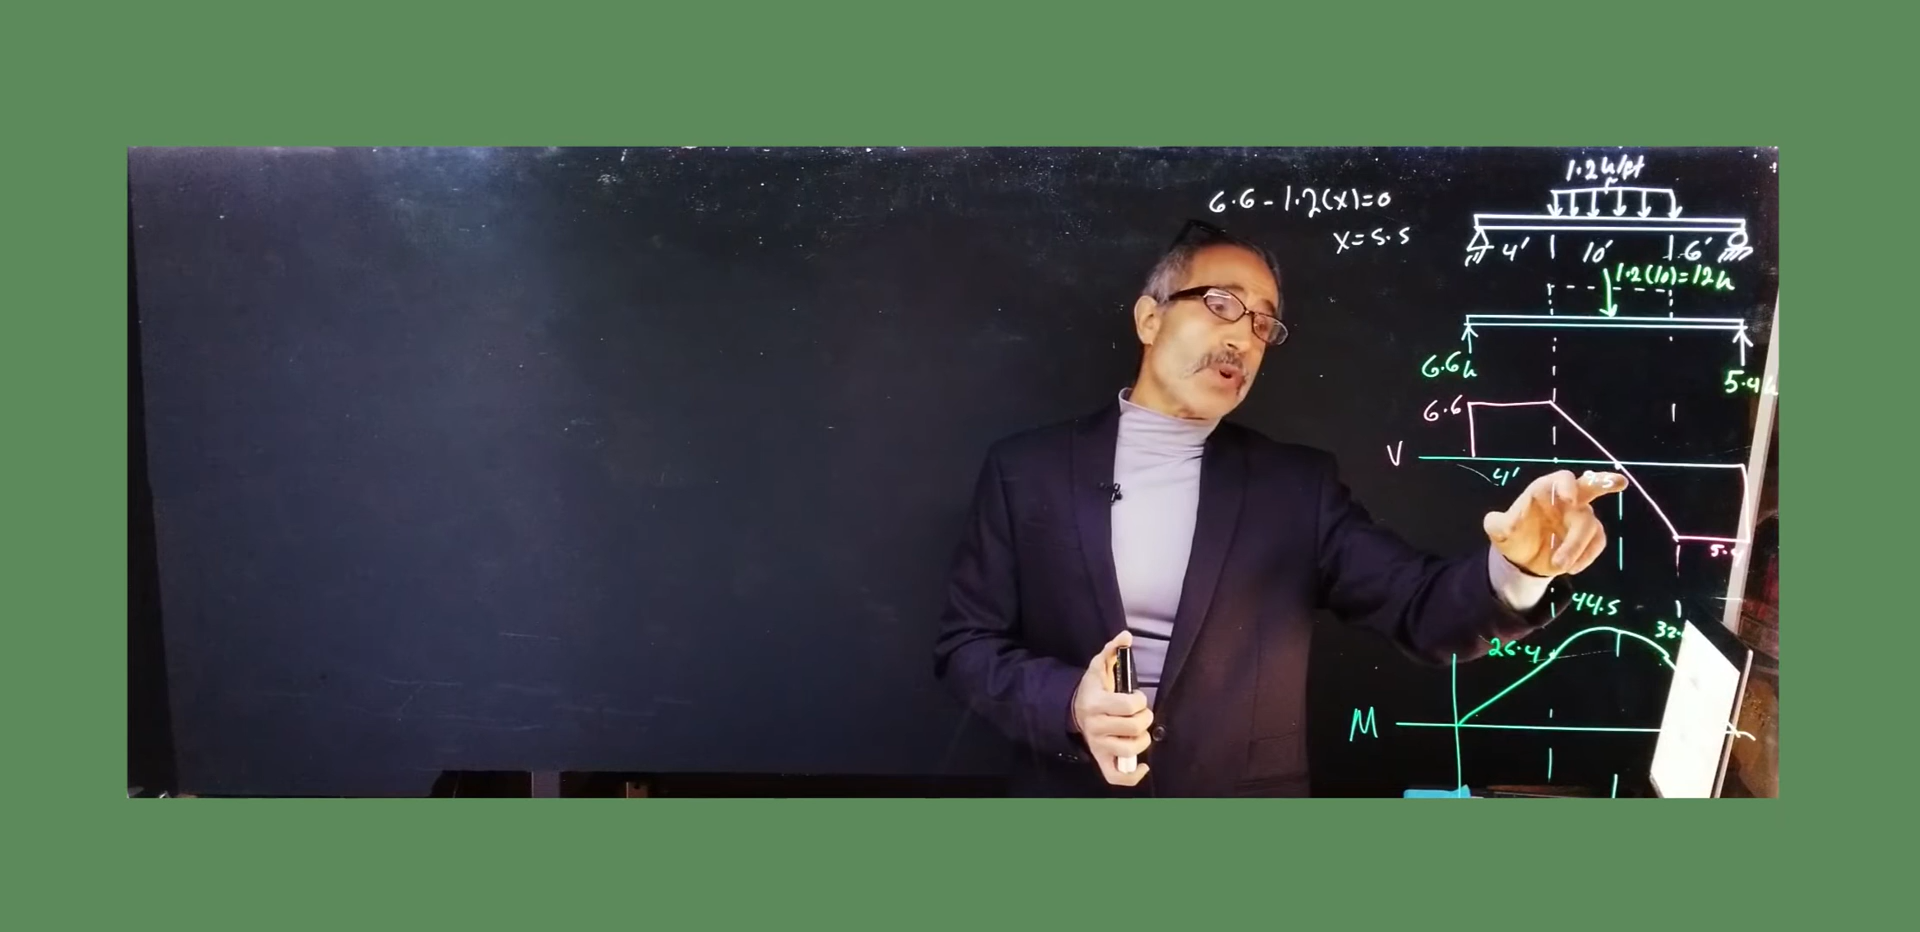 6.6-1.2(x)=0
x=5.5
1.2k/ft
4' 10' 6'
1.2(10)=12k
6.6k
5.4k
6.6
V
4'
5.4
44.5
26.4
M